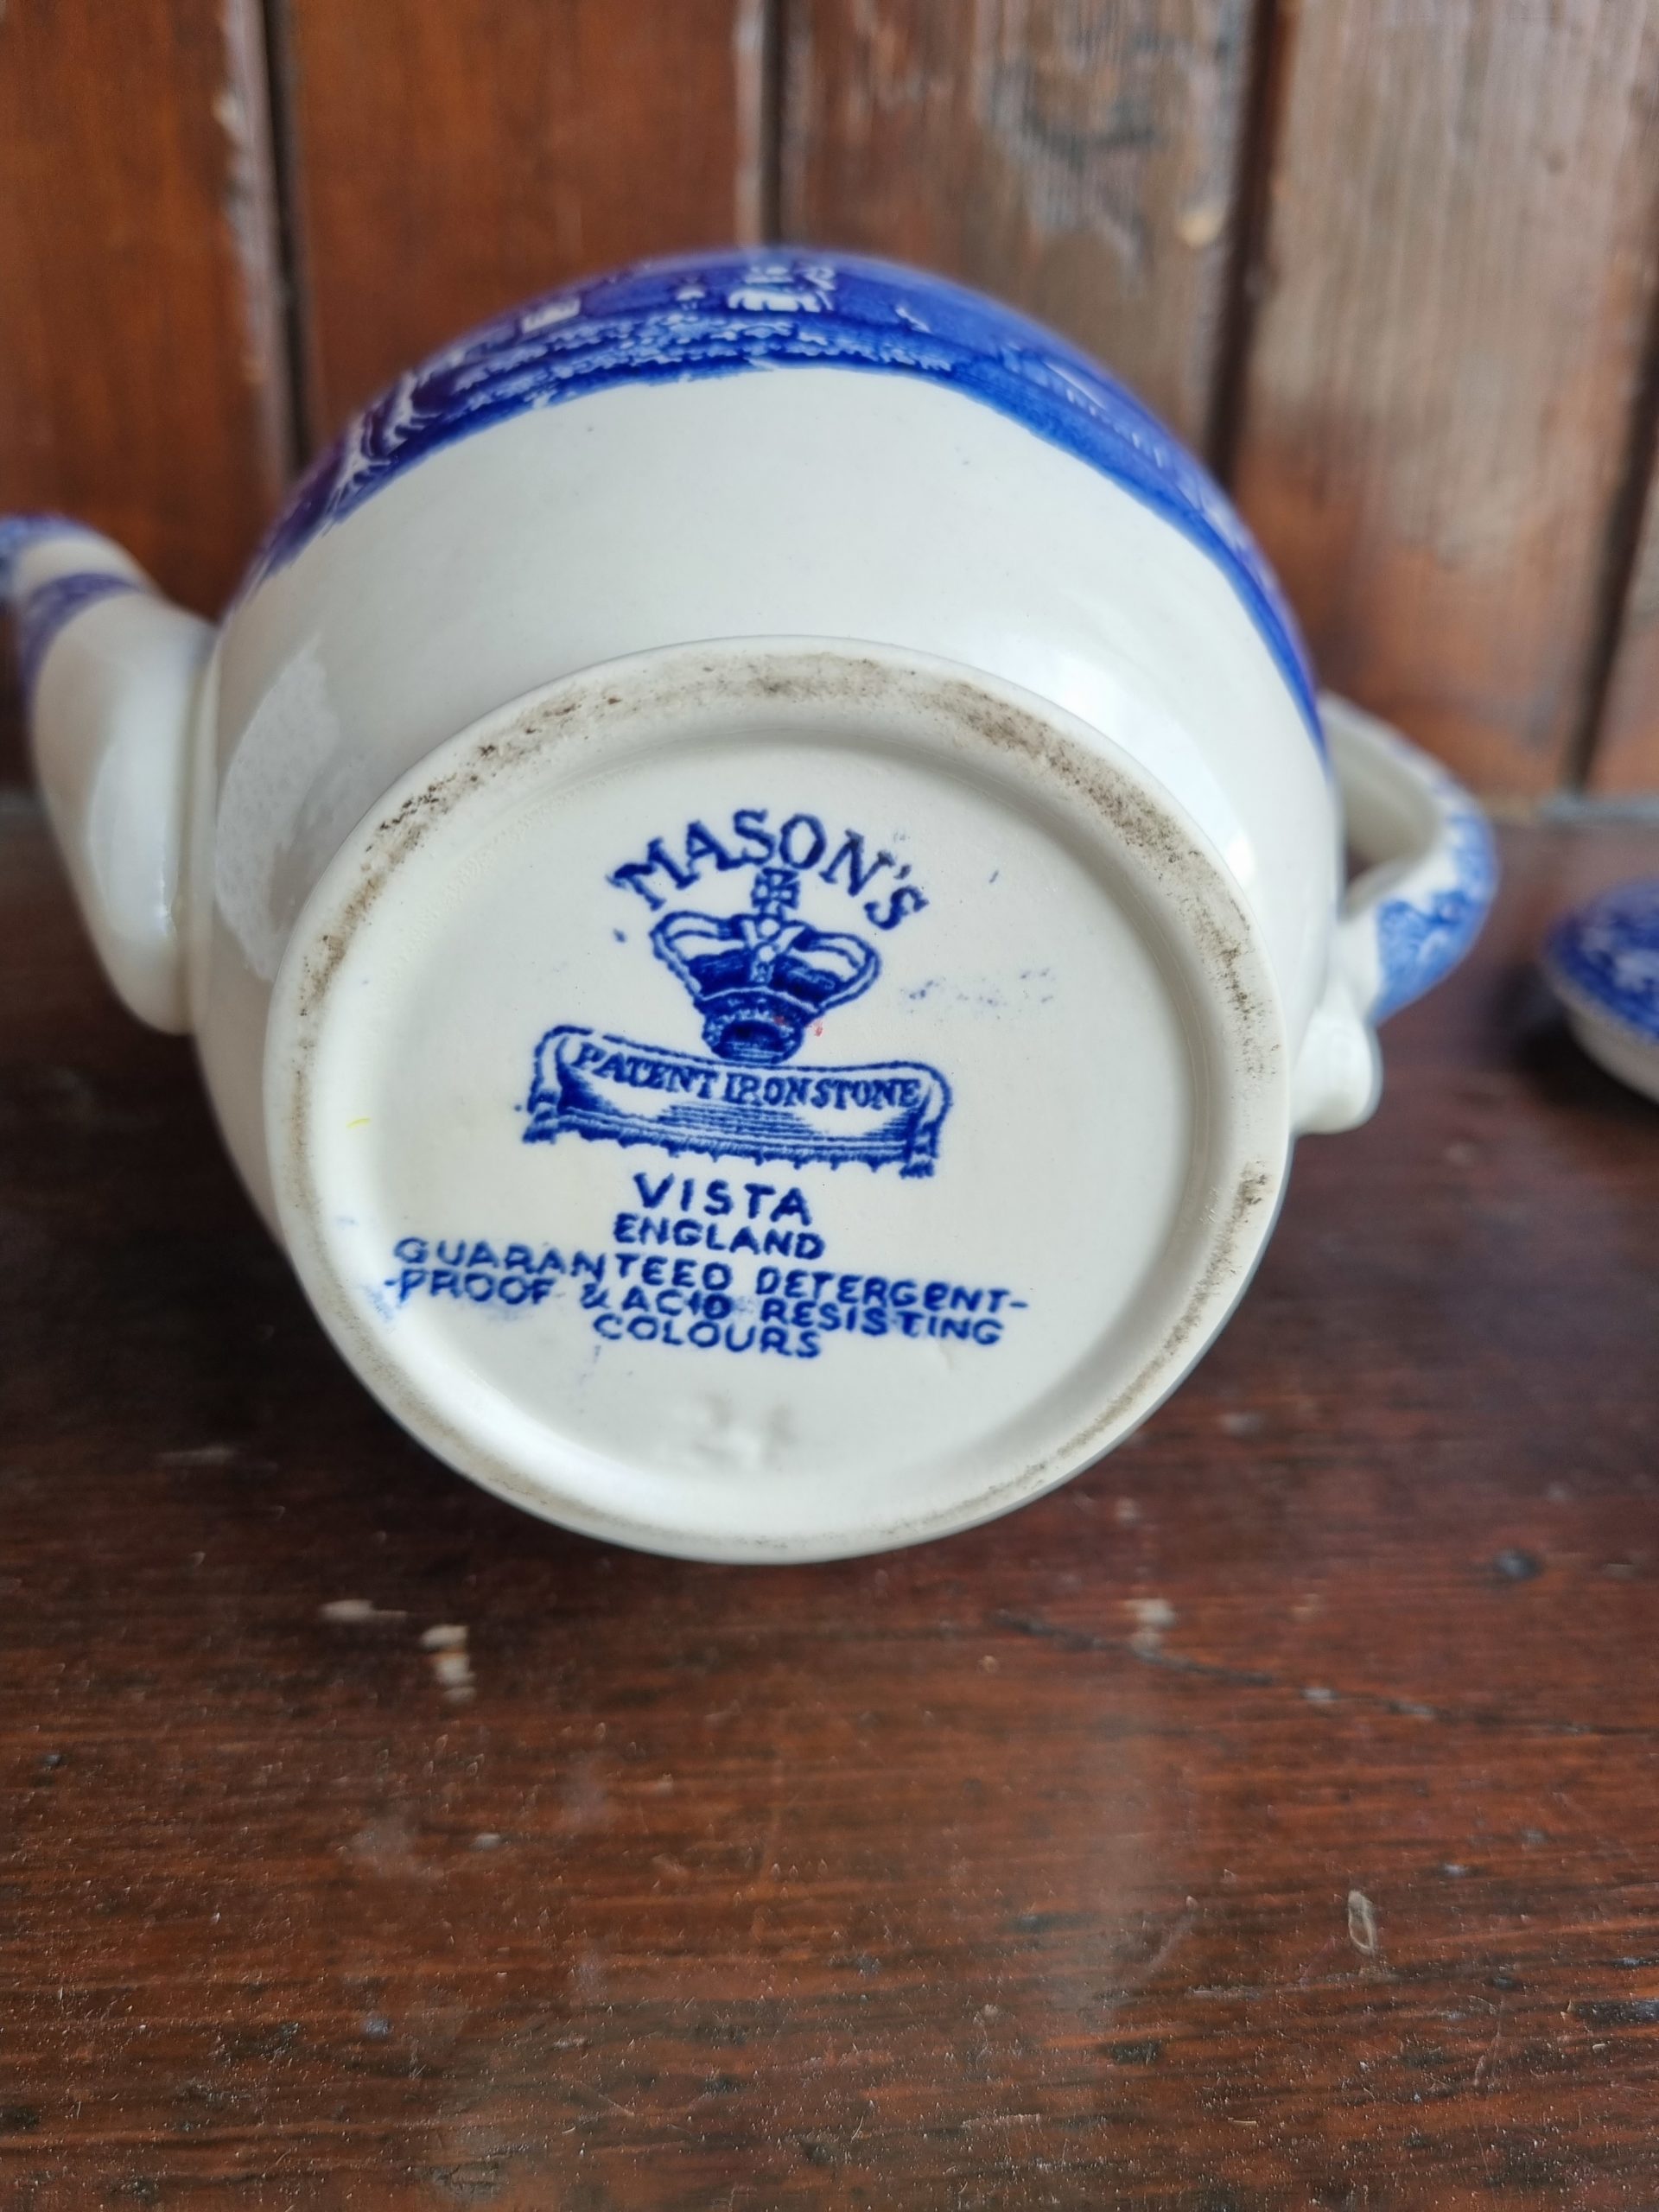 MASON'S
PATENT IRONSTONE
VISTA
ENGLAND
GUARANTEED DETERGENT-
-PROOF & ACID RESISTING
COLOURS